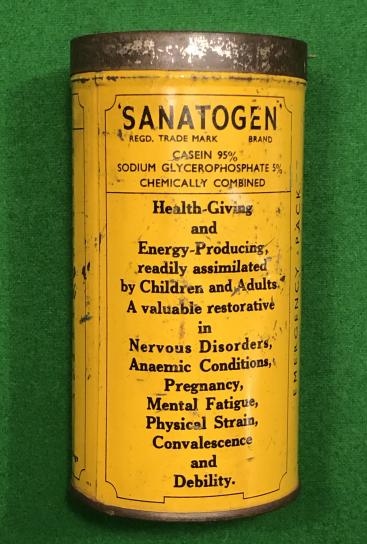 'SANATOGEN'
REGD. TRADE MARK BRAND
CASEIN 95%
SODIUM GLYCEROPHOSPHATE 5%
CHEMICALLY COMBINED
Health-Giving
and
Energy-Producing,
readily assimilated
by Children and Adults.
A valuable restorative
in
Nervous Disorders,
Anaemic Conditions,
Pregnancy,
Mental Fatigue,
Physical Strain,
Convalescence
and
Debility.
EMERGENCY PACK